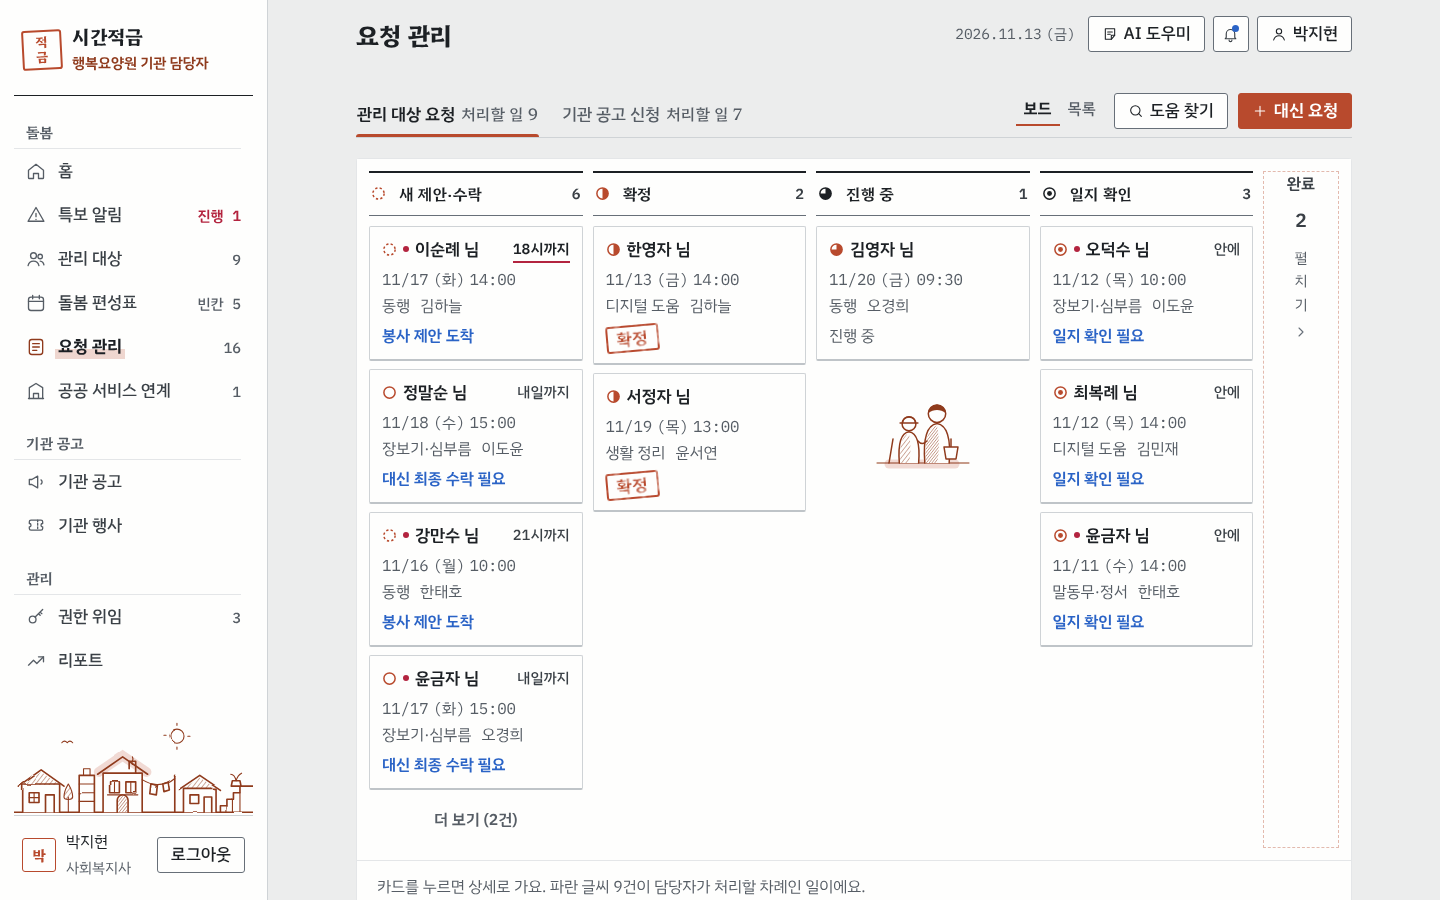 적금
시간적금
행복요양원 기관 담당자
돌봄
홈
특보 알림 진행 1
관리 대상 9
돌봄 편성표 빈칸 5
요청 관리 16
공공 서비스 연계 1
기관 공고
기관 공고
기관 행사
관리
권한 위임 3
리포트
박
박지현
사회복지사
로그아웃
요청 관리
2026.11.13 (금)
AI 도우미
박지현
관리 대상 요청 처리할 일 9
기관 공고 신청 처리할 일 7
보드
목록
도움 찾기
대신 요청
새 제안·수락 6
이순례 님 18시까지
11/17 (화) 14:00
동행 김하늘
봉사 제안 도착
정말순 님 내일까지
11/18 (수) 15:00
장보기·심부름 이도윤
대신 최종 수락 필요
강만수 님 21시까지
11/16 (월) 10:00
동행 한태호
봉사 제안 도착
윤금자 님 내일까지
11/17 (화) 15:00
장보기·심부름 오경희
대신 최종 수락 필요
더 보기 (2건)
확정 2
한영자 님
11/13 (금) 14:00
디지털 도움 김하늘
확정
서정자 님
11/19 (목) 13:00
생활 정리 윤서연
확정
진행 중 1
김영자 님
11/20 (금) 09:30
동행 오경희
진행 중
일지 확인 3
오덕수 님 안에
11/12 (목) 10:00
장보기·심부름 이도윤
일지 확인 필요
최복례 님 안에
11/12 (목) 14:00
디지털 도움 김민재
일지 확인 필요
윤금자 님 안에
11/11 (수) 14:00
말동무·정서 한태호
일지 확인 필요
완료
2
펼치기
카드를 누르면 상세로 가요. 파란 글씨 9건이 담당자가 처리할 차례인 일이에요.